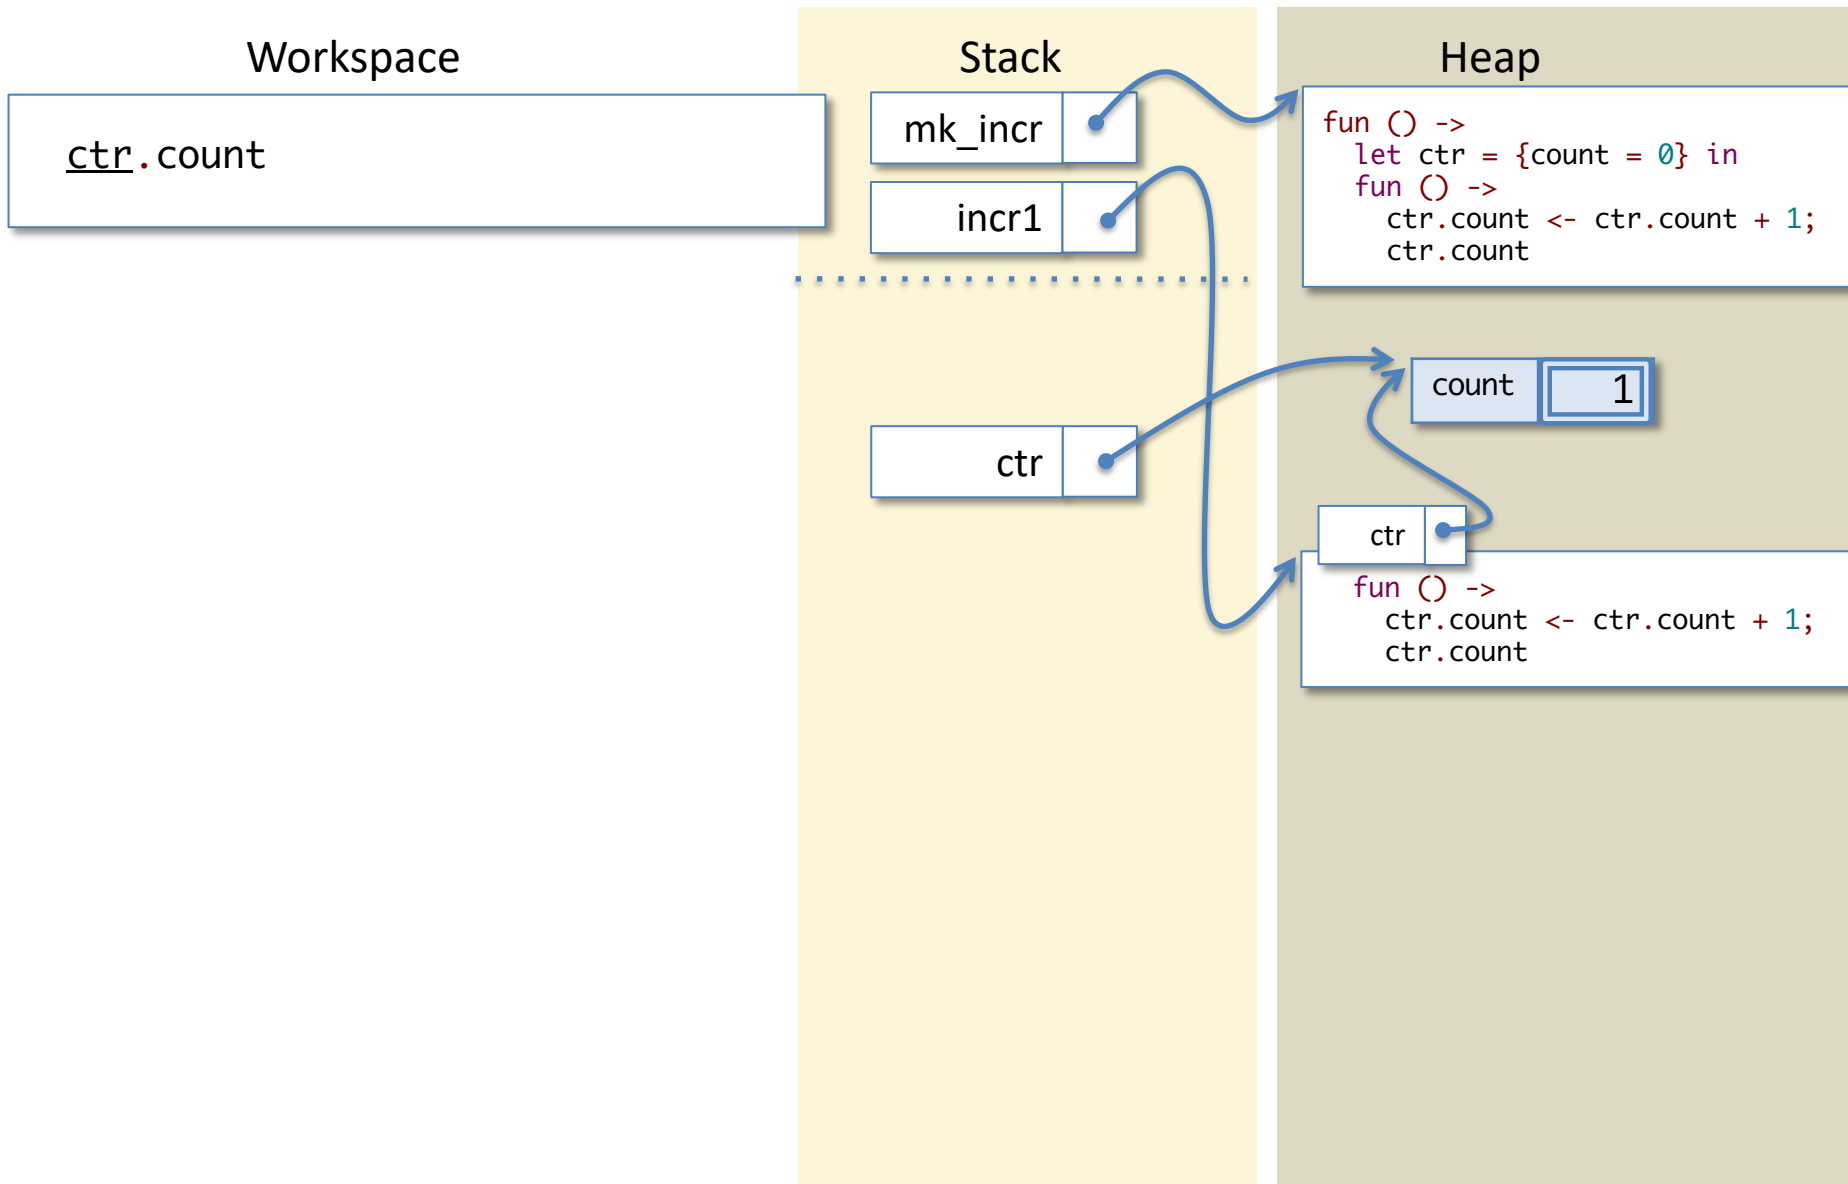 Workspace
Stack
Heap
ctr.count
mk_incr
incr1
ctr
fun () ->
let ctr = {count = 0} in
fun () ->
ctr.count <- ctr.count + 1;
ctr.count
count 1
ctr
fun () ->
ctr.count <- ctr.count + 1;
ctr.count